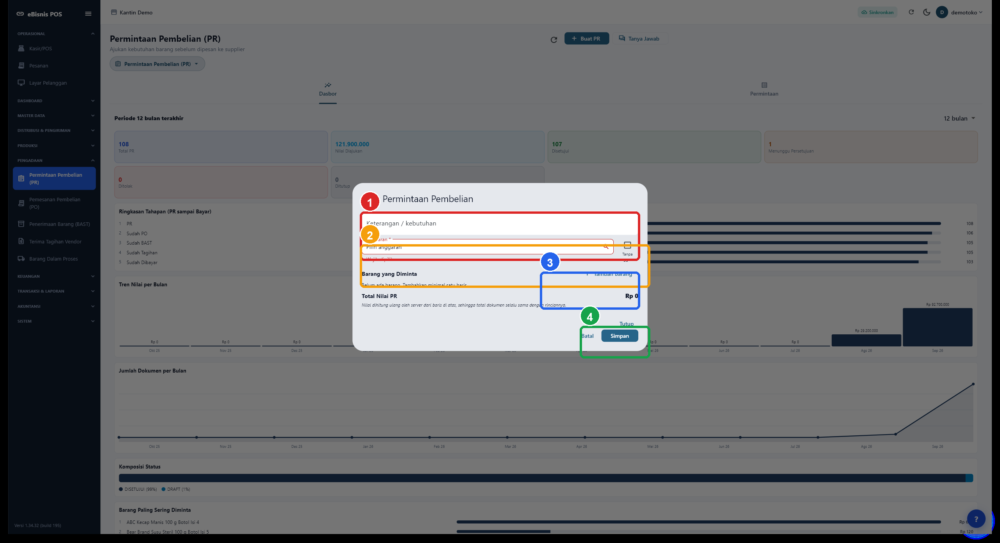 eBisnis POS
Kantin Demo
Sinkronkan
D
demotoko
OPERASIONAL
Kasir/POS
Pesanan
Layar Pelanggan
DASHBOARD
MASTER DATA
DISTRIBUSI & PENGIRIMAN
PRODUKSI
PENGADAAN
Permintaan Pembelian
(PR)
Pemesanan Pembelian
(PO)
Penerimaan Barang (BAST)
Terima Tagihan Vendor
Barang Dalam Proses
KEUANGAN
TRANSAKSI & LAPORAN
AKUNTANSI
SISTEM
Versi 1.34.32 (build 195)
Permintaan Pembelian (PR)
Ajukan kebutuhan barang sebelum dipesan ke supplier
Buat PR
Tanya Jawab
Permintaan Pembelian (PR)
Dasbor
Permintaan
Periode 12 bulan terakhir
12 bulan
108
Total PR
121.900.000
Nilai Diajukan
107
Disetujui
1
Menunggu Persetujuan
0
Ditolak
0
Ditutup
Ringkasan Tahapan (PR sampai Bayar)
1 PR 108
2 Sudah PO 106
3 Sudah BAST 105
4 Sudah Tagihan 105
5 Sudah Dibayar 103
1
Permintaan Pembelian
Keterangan / kebutuhan
2
Pilih anggaran
Tanpa
3
Barang yang Diminta
Tambah Barang
Belum ada barang. Tambahkan minimal satu baris.
Total Nilai PR
Rp 0
Nilai dihitung ulang oleh server dari baris di atas, sehingga total dokumen selalu sama dengan rinciannya.
4
Tutup
Batal
Simpan
Tren Nilai per Bulan
Rp 92.700.000
Rp 29.200.000
Rp 0 Rp 0 Rp 0 Rp 0 Rp 0 Rp 0
Okt 25 Nov 25 Des 25 Jun 26 Jul 26 Ags 26 Sep 26
Jumlah Dokumen per Bulan
Okt 25 Nov 25 Des 25 Jan 26 Feb 26 Mar 26 Apr 26 Mei 26 Jun 26 Jul 26 Ags 26 Sep 26
Komposisi Status
DISETUJUI (99%) DRAFT (1%)
Barang Paling Sering Diminta
1 ABC Kecap Manis 100 g Botol Isi 4
2 Bear Brand Susu Steril 100 g Botol Isi 5
Rp 120
?